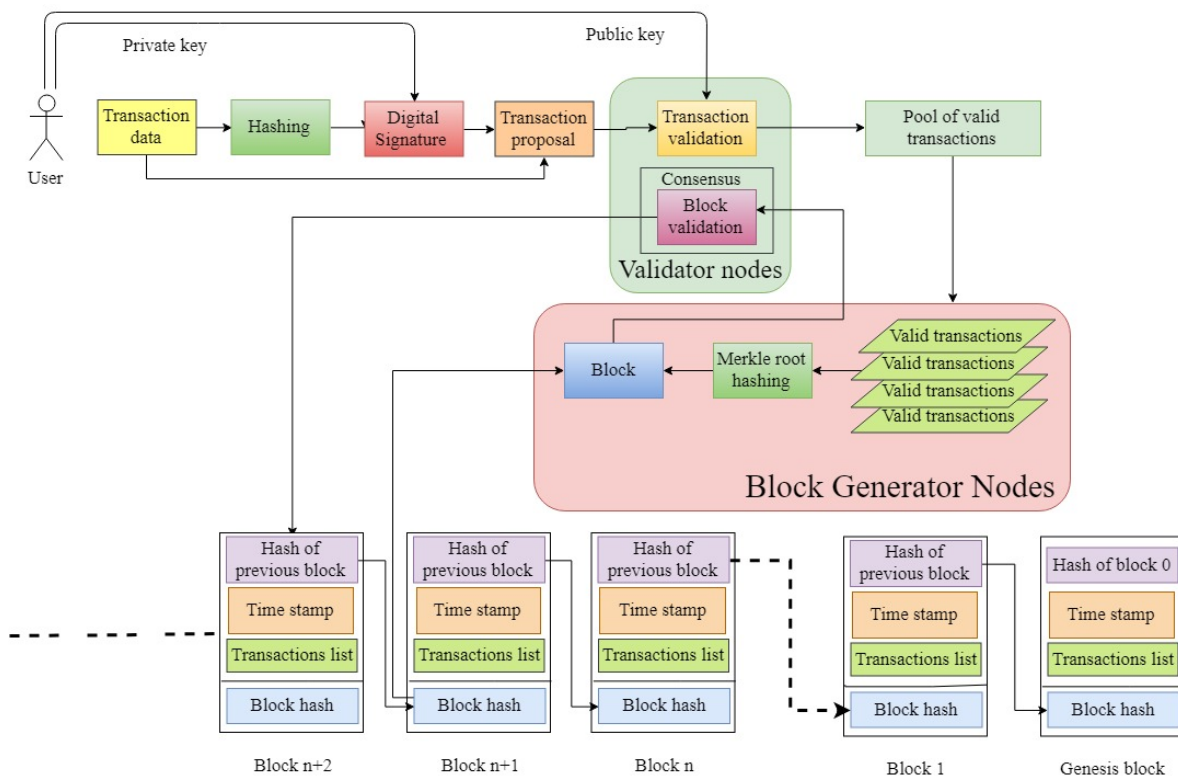 Private key
Public key
Transaction
data
Hashing
Digital
Signature
Transaction
proposal
Transaction
validation
Pool of valid
transactions
User
Consensus
Block
validation
Validator nodes
Block
Merkle root
hashing
Valid transactions
Valid transactions
Valid transactions
Valid transactions
Block Generator Nodes
Hash of
previous block
Time stamp
Transactions list
Block hash
Block n+2
Hash of
previous block
Time stamp
Transactions list
Block hash
Block n+1
Hash of
previous block
Time stamp
Transactions list
Block hash
Block n
Hash of
previous block
Time stamp
Transactions list
Block hash
Block 1
Hash of block 0
Time stamp
Transactions list
Block hash
Genesis block